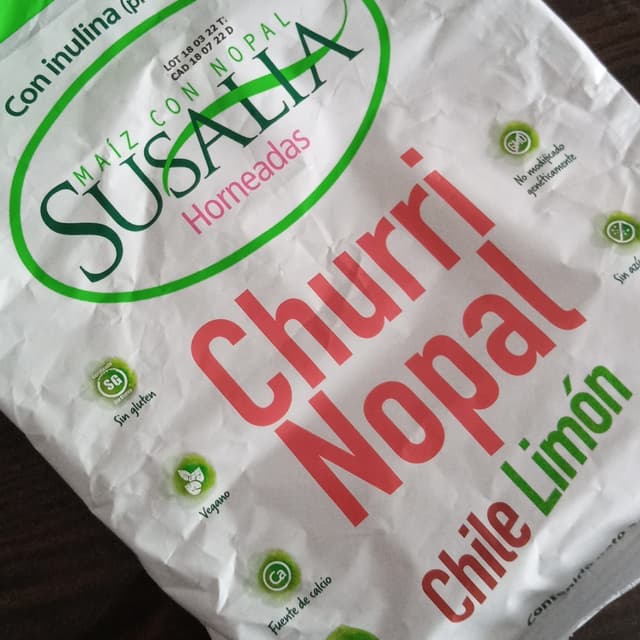 Con inulina
LOT 18 03 22 T:
CAD 18 07 22 D
MAÍZ CON NOPAL
SUSALIA
Horneadas
No modificado
genéticamente
Sin
Churri
Nopal
Chile Limón
SG
Sin gluten
Vegano
Ca
Fuente de calcio